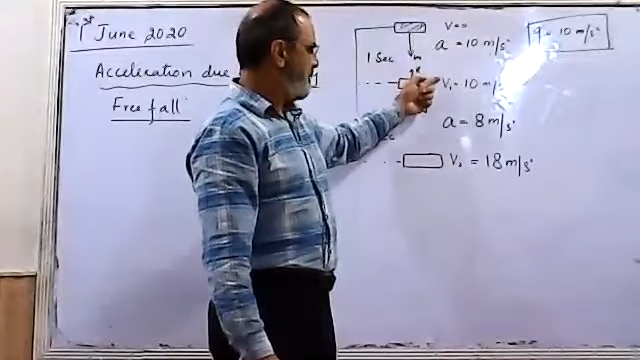 1st June 2020
Acceleration due
Free fall
V=0
a = 10 m/s²
g = 10 m/s²
1 Sec
m
V₁ = 10 m/
a = 8 m/s²
V₂ = 18 m/s